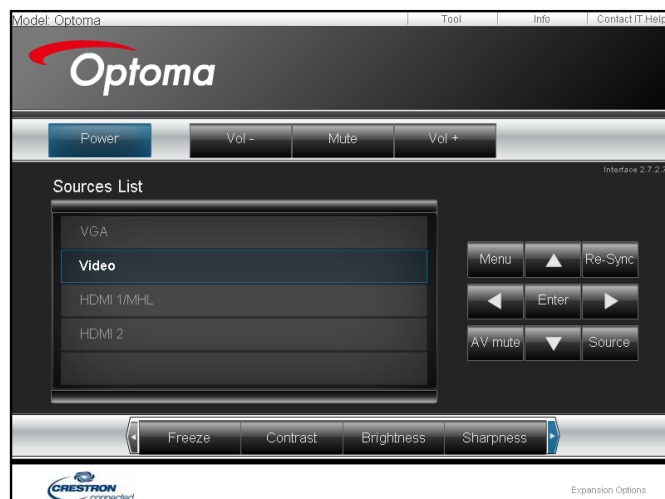 Model: Optoma Tool Info Contact IT Help
Optoma
Power Vol - Mute Vol +
Interface 2.7.2.7
Sources List
VGA
Video
HDMI 1/MHL
HDMI 2
Menu Re-Sync
Enter
AV mute Source
Freeze Contrast Brightness Sharpness
CRESTRON
connected
Expansion Options